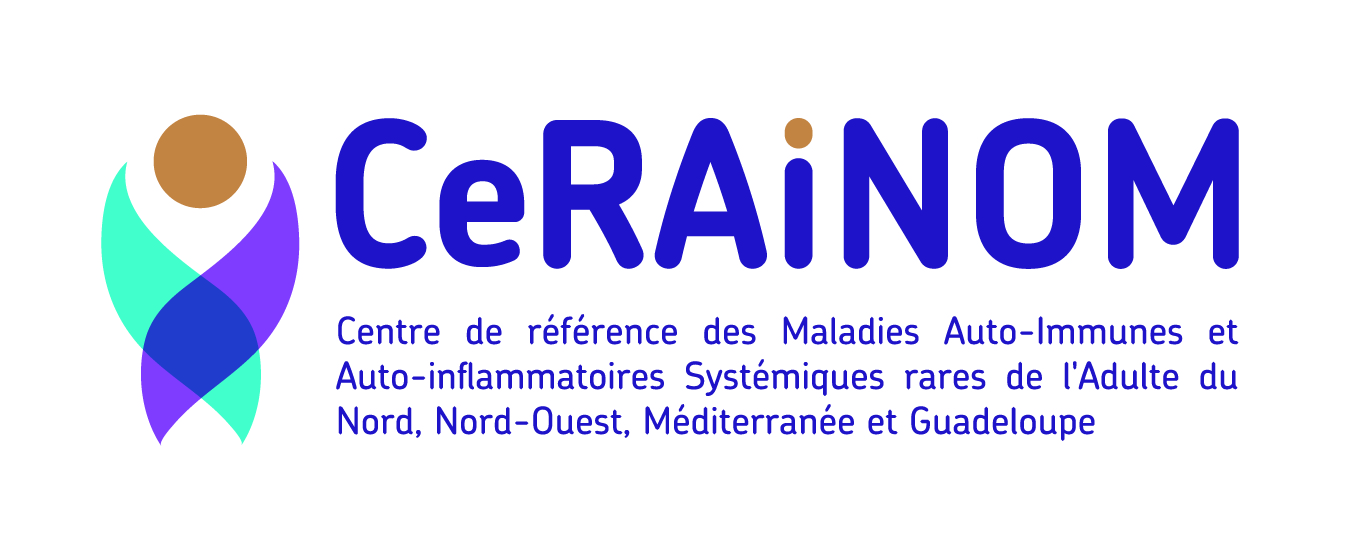 CeRAiNOM
Centre de référence des Maladies Auto-Immunes et
Auto-inflammatoires Systémiques rares de l'Adulte du
Nord, Nord-Ouest, Méditerranée et Guadeloupe